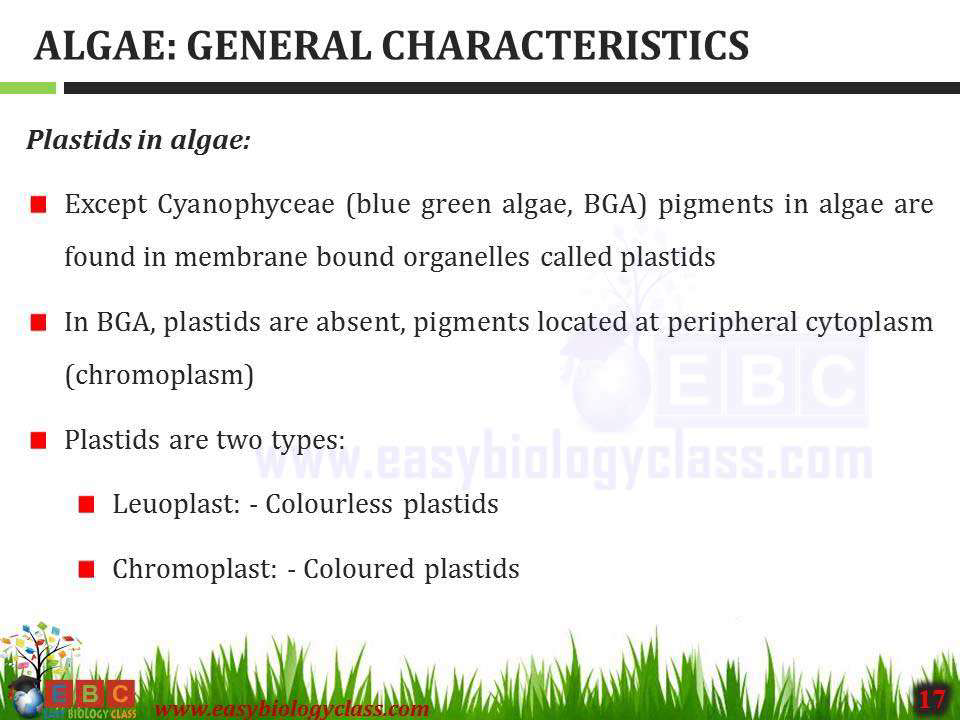 ALGAE: GENERAL CHARACTERISTICS
Plastids in algae:
Except Cyanophyceae (blue green algae, BGA) pigments in algae are
found in membrane bound organelles called plastids
In BGA, plastids are absent, pigments located at peripheral cytoplasm
(chromoplasm)
Plastids are two types:
Leuoplast: - Colourless plastids
Chromoplast: - Coloured plastids
EBC
www.easybiologyclass.com
EBC
EASY BIOLOGY CLASS
www.easybiologyclass.com
17